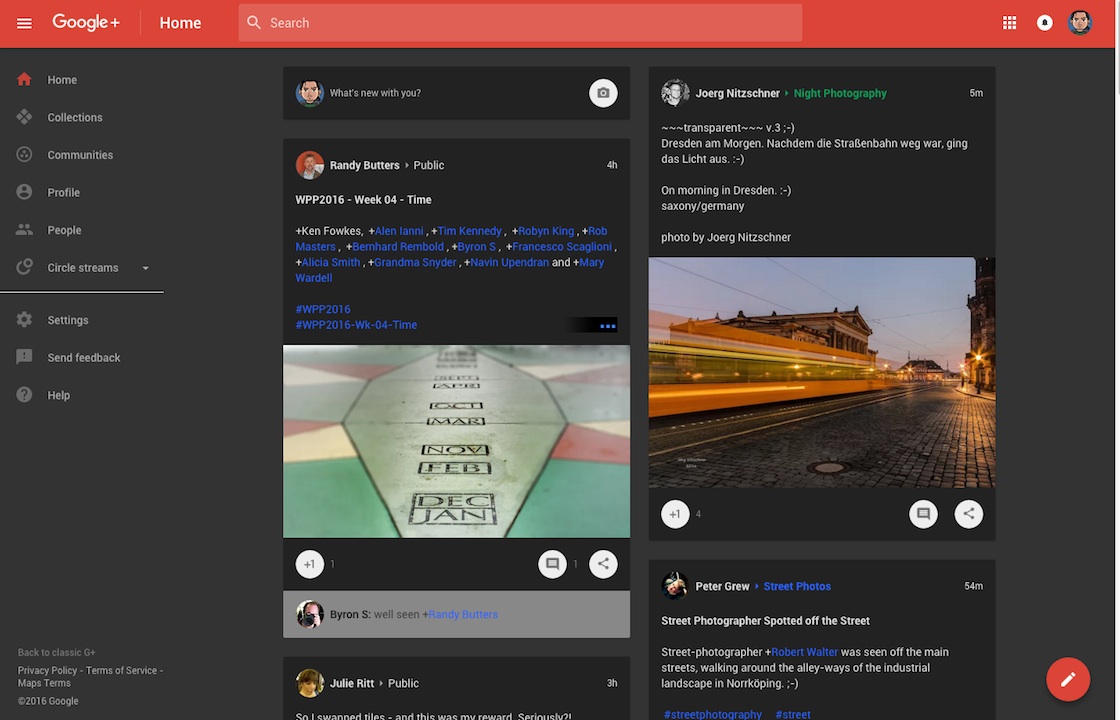 Google+
Home
Search
Home
Collections
Communities
Profile
People
Circle streams
Settings
Send feedback
Help
Back to classic G+
Privacy Policy - Terms of Service -
Maps Terms
©2016 Google
What's new with you?
Randy Butters › Public 4h
WPP2016 - Week 04 - Time
+Ken Fowkes, +Alen Ianni , +Tim Kennedy , +Robyn King , +Rob
Masters , +Bernhard Rembold , +Byron S , +Francesco Scaglioni ,
+Alicia Smith , +Grandma Snyder , +Navin Upendran and +Mary
Wardell
#WPP2016
#WPP2016-Wk-04-Time
SEPT
APR
OCT
MAR
NOV
FEB
DEC
JAN
+1 1
1
Byron S: well seen +Randy Butters
Julie Ritt › Public 3h
So I swapped tiles - and this was my reward. Seriously?!
Joerg Nitzschner › Night Photography 5m
~~~transparent~~~ v.3 ;-)
Dresden am Morgen. Nachdem die Straßenbahn weg war, ging
das Licht aus. :-)
On morning in Dresden. :-)
saxony/germany
photo by Joerg Nitzschner
+1 4
Peter Grew › Street Photos 54m
Street Photographer Spotted off the Street
Street-photographer +Robert Walter was seen off the main
streets, walking around the alley-ways of the industrial
landscape in Norrköping. ;-)
#streetphotography #street